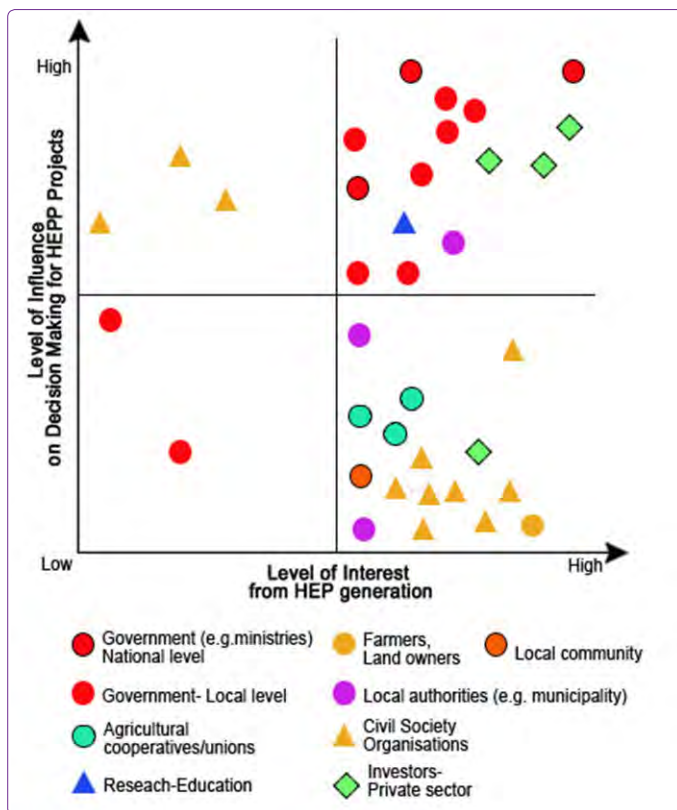 High
Level of Influence
on Decision Making for HEPP Projects
Low
Level of Interest
from HEP generation
High
Government (e.g.ministries)
National level
Farmers,
Land owners
Local community
Government- Local level
Local authorities (e.g. municipality)
Agricultural
cooperatives/unions
Civil Society
Organisations
Reseach-Education
Investors-
Private sector